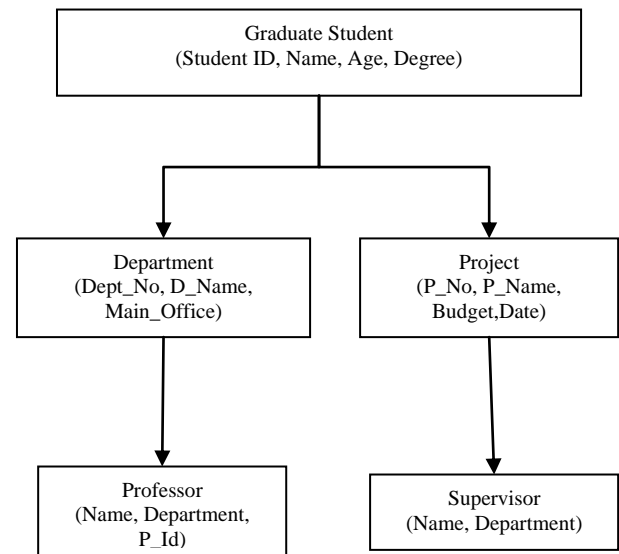 Graduate Student
(Student ID, Name, Age, Degree)
Department
(Dept_No, D_Name,
Main_Office)
Project
(P_No, P_Name,
Budget,Date)
Professor
(Name, Department,
P_Id)
Supervisor
(Name, Department)